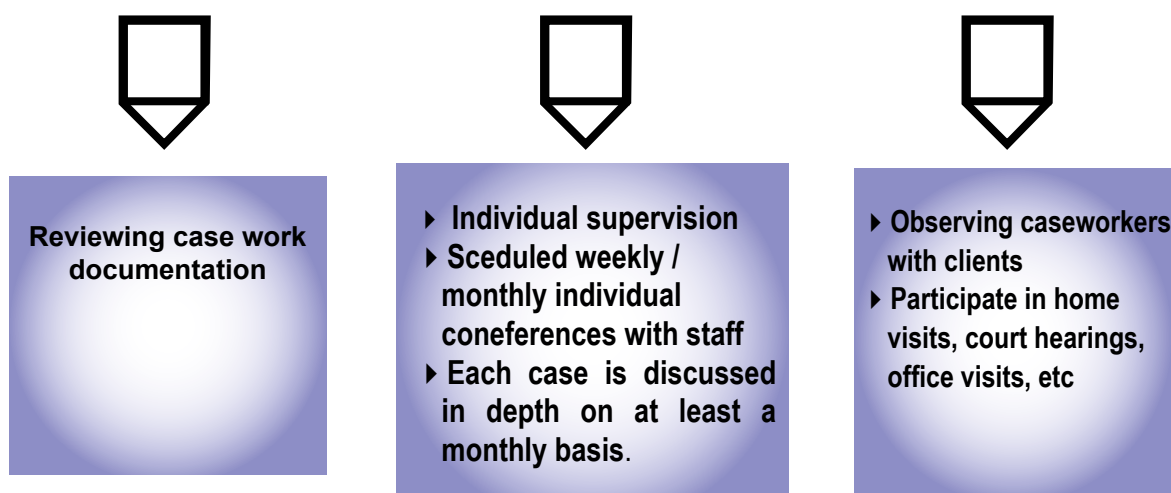 Reviewing case work
documentation
Individual supervision
Sceduled weekly /
monthly individual
coneferences with staff
Each case is discussed
in depth on at least a
monthly basis.
Observing caseworkers
with clients
Participate in home
visits, court hearings,
office visits, etc